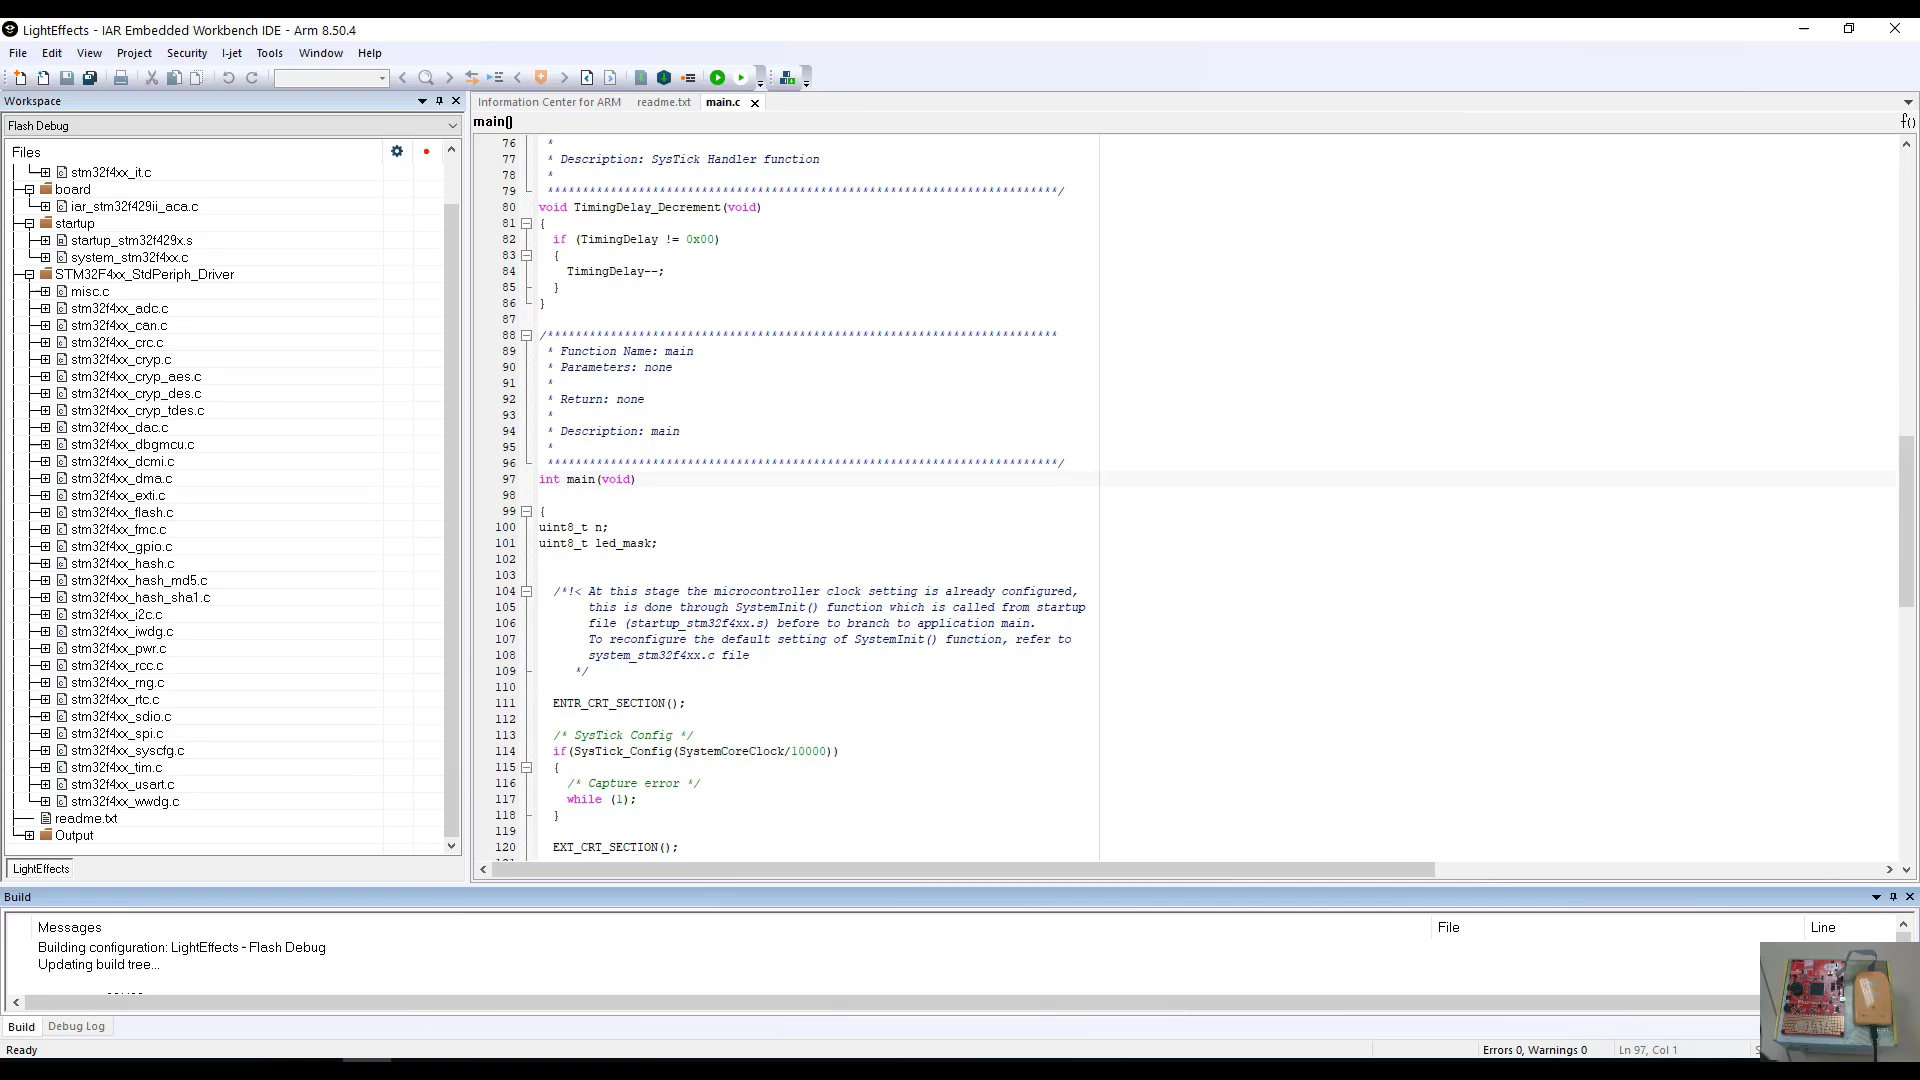 LightEffects - IAR Embedded Workbench IDE - Arm 8.50.4
File Edit View Project Security I-jet Tools Window Help
Workspace
Flash Debug
Files
stm32f4xx_it.c
board
iar_stm32f429ii_aca.c
startup
startup_stm32f429x.s
system_stm32f4xx.c
STM32F4xx_StdPeriph_Driver
misc.c
stm32f4xx_adc.c
stm32f4xx_can.c
stm32f4xx_crc.c
stm32f4xx_cryp.c
stm32f4xx_cryp_aes.c
stm32f4xx_cryp_des.c
stm32f4xx_cryp_tdes.c
stm32f4xx_dac.c
stm32f4xx_dbgmcu.c
stm32f4xx_dcmi.c
stm32f4xx_dma.c
stm32f4xx_exti.c
stm32f4xx_flash.c
stm32f4xx_fmc.c
stm32f4xx_gpio.c
stm32f4xx_hash.c
stm32f4xx_hash_md5.c
stm32f4xx_hash_sha1.c
stm32f4xx_i2c.c
stm32f4xx_iwdg.c
stm32f4xx_pwr.c
stm32f4xx_rcc.c
stm32f4xx_rng.c
stm32f4xx_rtc.c
stm32f4xx_sdio.c
stm32f4xx_spi.c
stm32f4xx_syscfg.c
stm32f4xx_tim.c
stm32f4xx_usart.c
stm32f4xx_wwdg.c
readme.txt
Output
LightEffects
Information Center for ARM readme.txt main.c
main()
f()
76 *
77 * Description: SysTick Handler function
78 *
79 *************************************************************************/
80 void TimingDelay_Decrement(void)
81 {
82 if (TimingDelay != 0x00)
83 {
84 TimingDelay--;
85 }
86 }
87
88 /*************************************************************************
89 * Function Name: main
90 * Parameters: none
91 *
92 * Return: none
93 *
94 * Description: main
95 *
96 *************************************************************************/
97 int main(void)
98
99 {
100 uint8_t n;
101 uint8_t led_mask;
102
103
104 /*!< At this stage the microcontroller clock setting is already configured,
105 this is done through SystemInit() function which is called from startup
106 file (startup_stm32f4xx.s) before to branch to application main.
107 To reconfigure the default setting of SystemInit() function, refer to
108 system_stm32f4xx.c file
109 */
110
111 ENTR_CRT_SECTION();
112
113 /* SysTick Config */
114 if(SysTick_Config(SystemCoreClock/10000))
115 {
116 /* Capture error */
117 while (1);
118 }
119
120 EXT_CRT_SECTION();
Build
Messages File Line
Building configuration: LightEffects - Flash Debug
Updating build tree...
Build Debug Log
Ready Errors 0, Warnings 0 Ln 97, Col 1